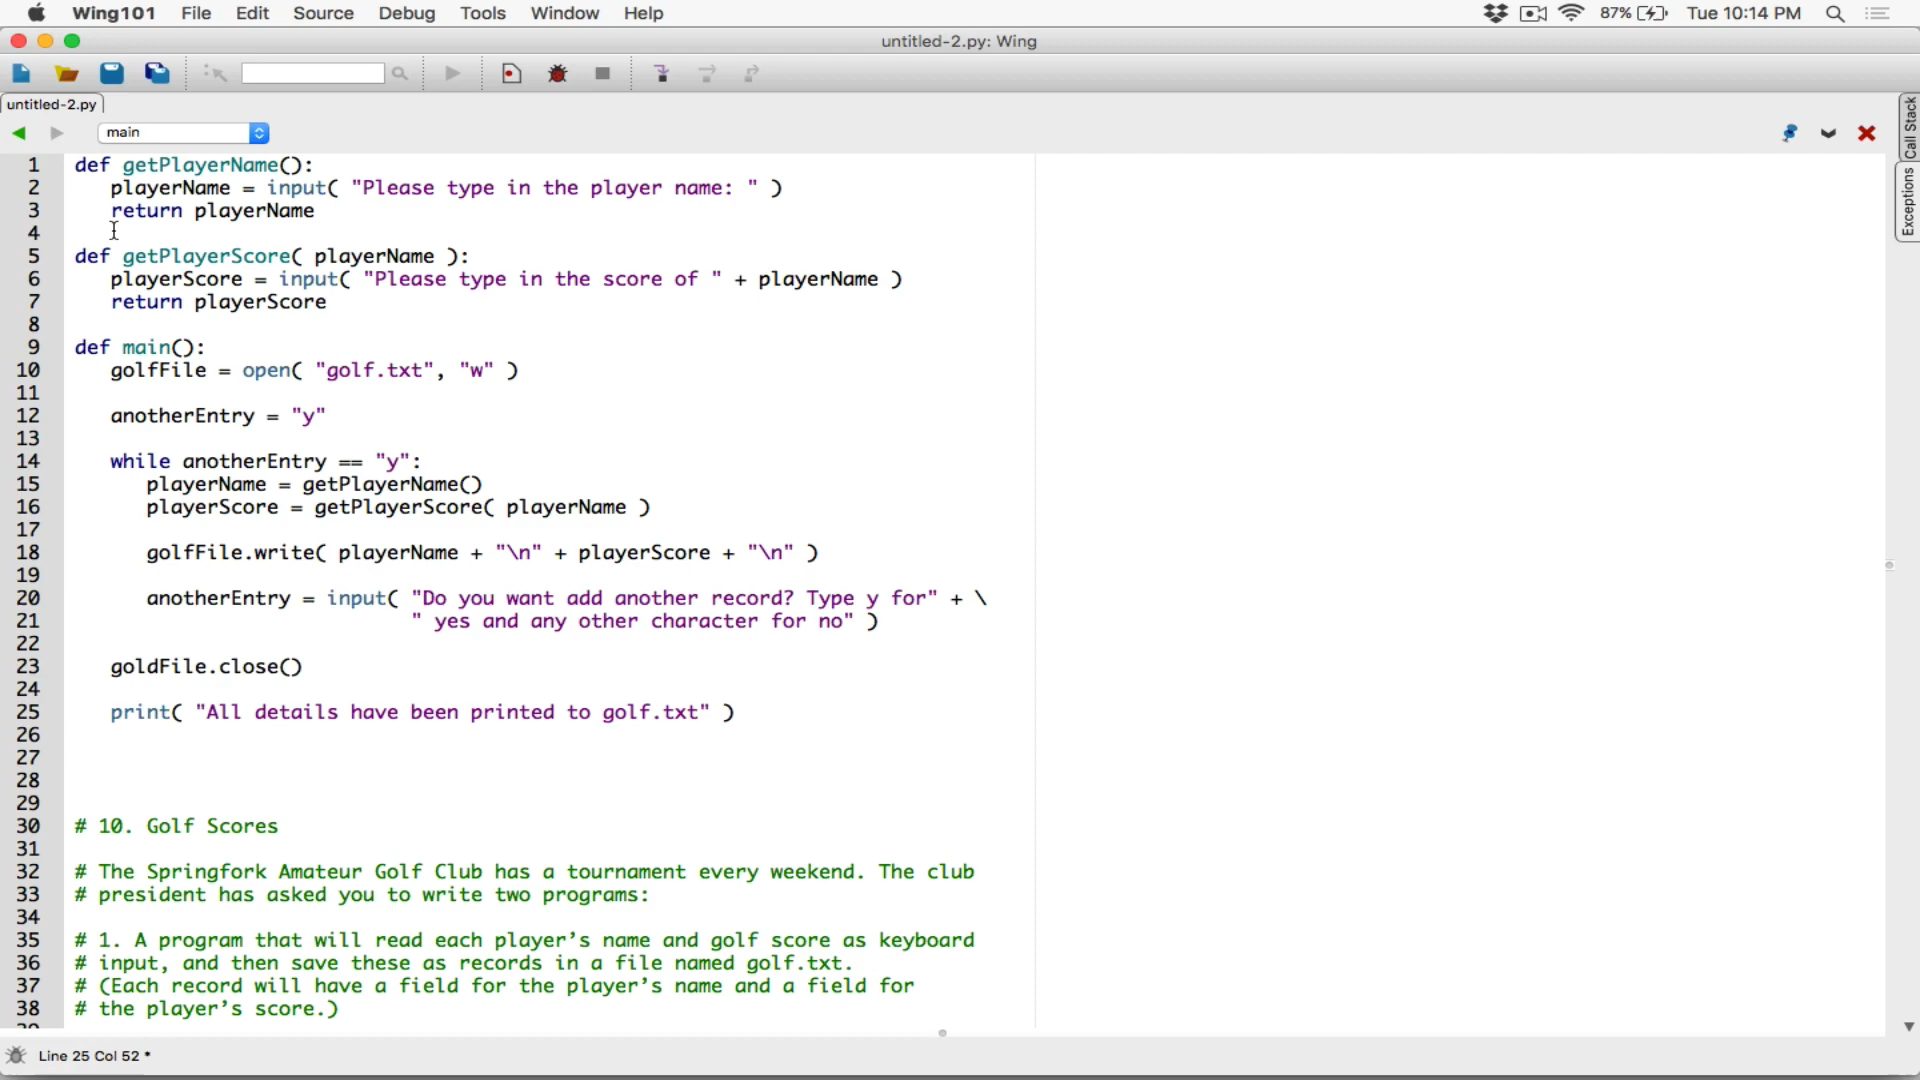 Wing101 File Edit Source Debug Tools Window Help 87% Tue 10:14 PM
untitled-2.py: Wing
untitled-2.py
main
Call Stack
Exceptions
1 def getPlayerName():
2 playerName = input( "Please type in the player name: " )
3 return playerName
4
5 def getPlayerScore( playerName ):
6 playerScore = input( "Please type in the score of " + playerName )
7 return playerScore
8
9 def main():
10 golfFile = open( "golf.txt", "w" )
11
12 anotherEntry = "y"
13
14 while anotherEntry == "y":
15 playerName = getPlayerName()
16 playerScore = getPlayerScore( playerName )
17
18 golfFile.write( playerName + "\n" + playerScore + "\n" )
19
20 anotherEntry = input( "Do you want add another record? Type y for" + \
21 " yes and any other character for no" )
22
23 goldFile.close()
24
25 print( "All details have been printed to golf.txt" )
26
27
28
29
30 # 10. Golf Scores
31
32 # The Springfork Amateur Golf Club has a tournament every weekend. The club
33 # president has asked you to write two programs:
34
35 # 1. A program that will read each player’s name and golf score as keyboard
36 # input, and then save these as records in a file named golf.txt.
37 # (Each record will have a field for the player’s name and a field for
38 # the player’s score.)
Line 25 Col 52 *